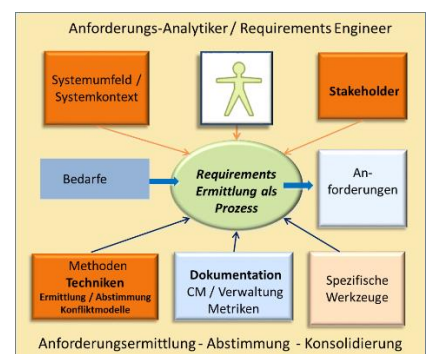 Anforderungs-Analytiker / Requirements Engineer
Systemumfeld /
Systemkontext
Stakeholder
Bedarfe
Requirements
Ermittlung als
Prozess
An-
forderungen
Methoden
Techniken
Ermittlung / Abstimmung
Konfliktmodelle
Dokumentation
CM / Verwaltung
Metriken
Spezifische
Werkzeuge
Anforderungsermittlung - Abstimmung - Konsolidierung